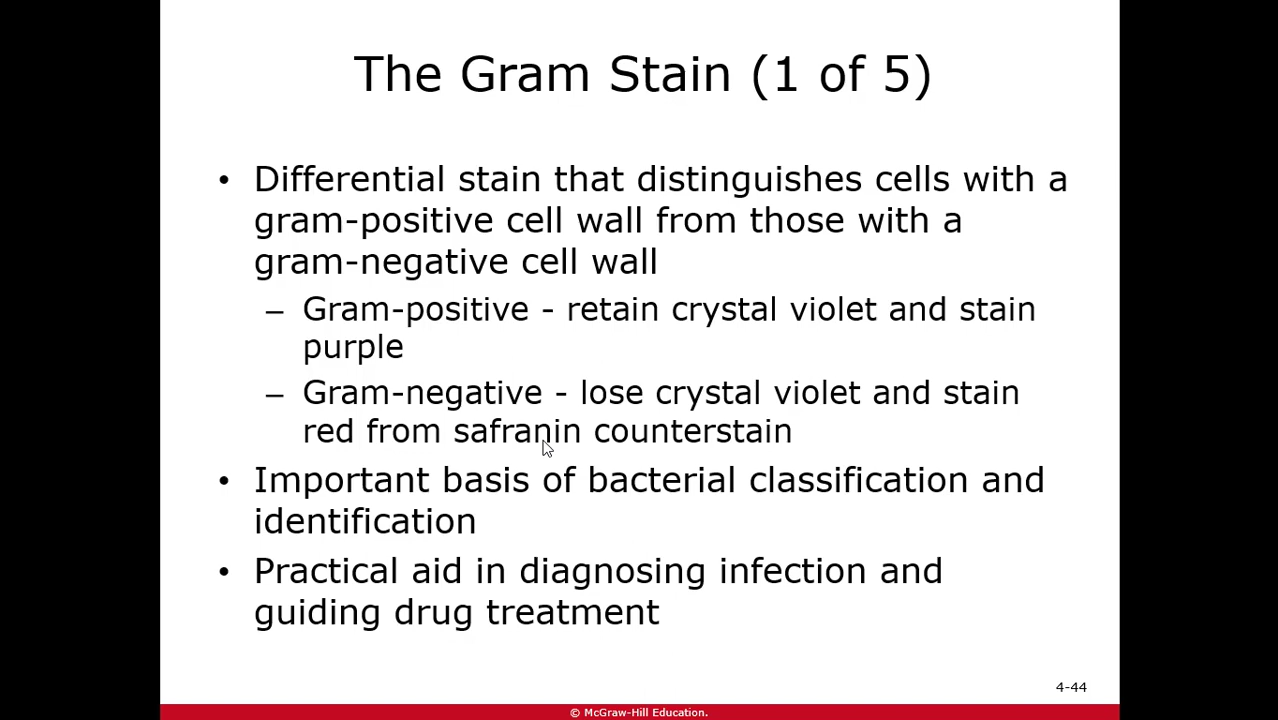 The Gram Stain (1 of 5)
• Differential stain that distinguishes cells with a
gram-positive cell wall from those with a
gram-negative cell wall
– Gram-positive - retain crystal violet and stain
purple
– Gram-negative - lose crystal violet and stain
red from safranin counterstain
• Important basis of bacterial classification and
identification
• Practical aid in diagnosing infection and
guiding drug treatment
4-44
© McGraw-Hill Education.